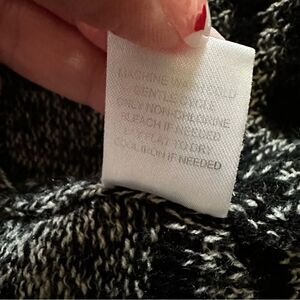 MACHINE WASH COLD
GENTLE CYCLE
ONLY NON-CHLORINE
BLEACH IF NEEDED
LAY FLAT TO DRY
COOL IRON IF NEEDED